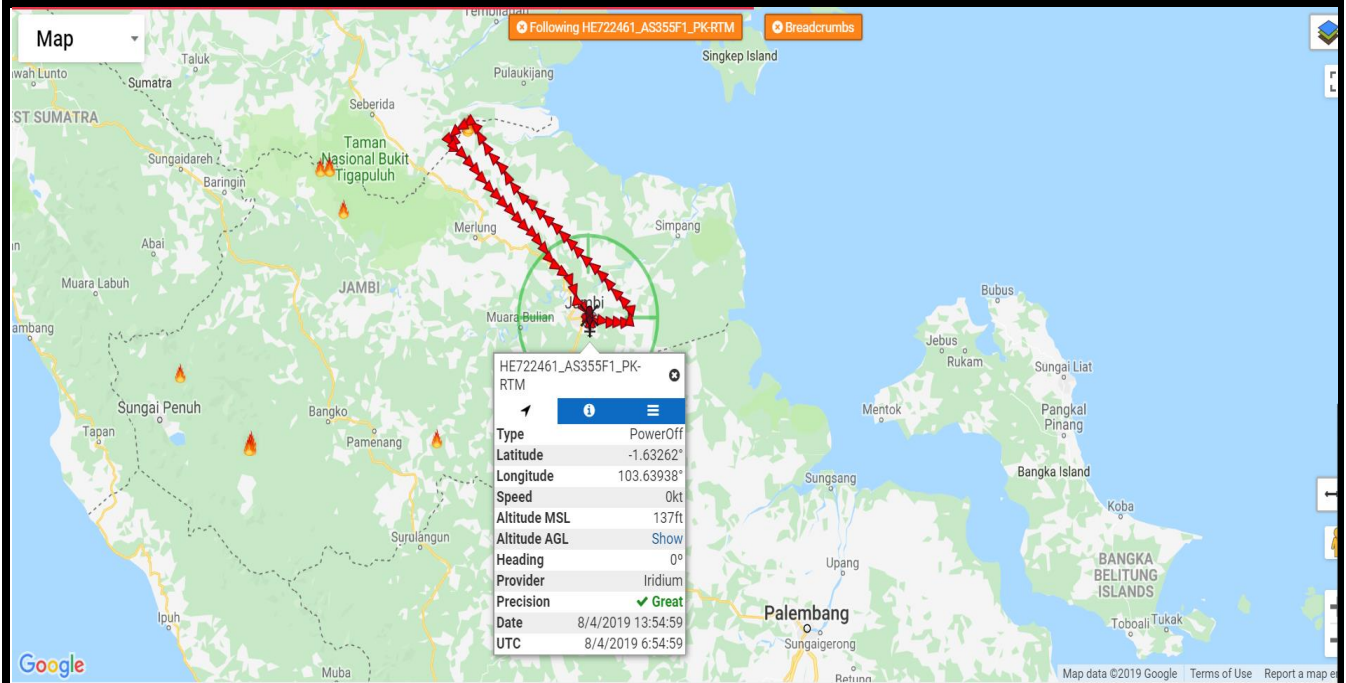 Map
Following HE722461_AS355F1_PK-RTM
Breadcrumbs
Taluk
Pulaukijang
Singkep Island
Sumatra
Seberida
Taman
Nasional Bukit
Tigapuluh
Sungaidareh
Baringin
Merlung
Simpang
Abai
Muara Labuh
JAMBI
Jambi
Muara Bulian
Bubus
Jebus
Rukam
Sungai Liat
Sungai Penuh
Bangko
Tapan
Pamenang
Mentok
Pangkal
Pinang
Sungsang
Bangka Island
Koba
Surulangun
Upang
BANGKA
BELITUNG
ISLANDS
Ipuh
Palembang
Toboali
Tukak
Sungaigerong
Muba
HE722461_AS355F1_PK-
RTM
Type PowerOff
Latitude -1.63262°
Longitude 103.63938°
Speed 0kt
Altitude MSL 137ft
Altitude AGL Show
Heading 0°
Provider Iridium
Precision Great
Date 8/4/2019 13:54:59
UTC 8/4/2019 6:54:59
Google
Map data ©2019 Google Terms of Use Report a map